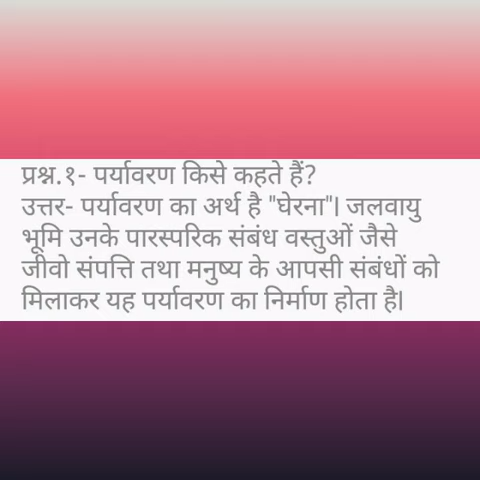 प्रश्न.१- पर्यावरण किसे कहते हैं?
उत्तर- पर्यावरण का अर्थ है "घेरना"। जलवायु
भूमि उनके पारस्परिक संबंध वस्तुओं जैसे
जीवो संपत्ति तथा मनुष्य के आपसी संबंधों को
मिलाकर यह पर्यावरण का निर्माण होता है।